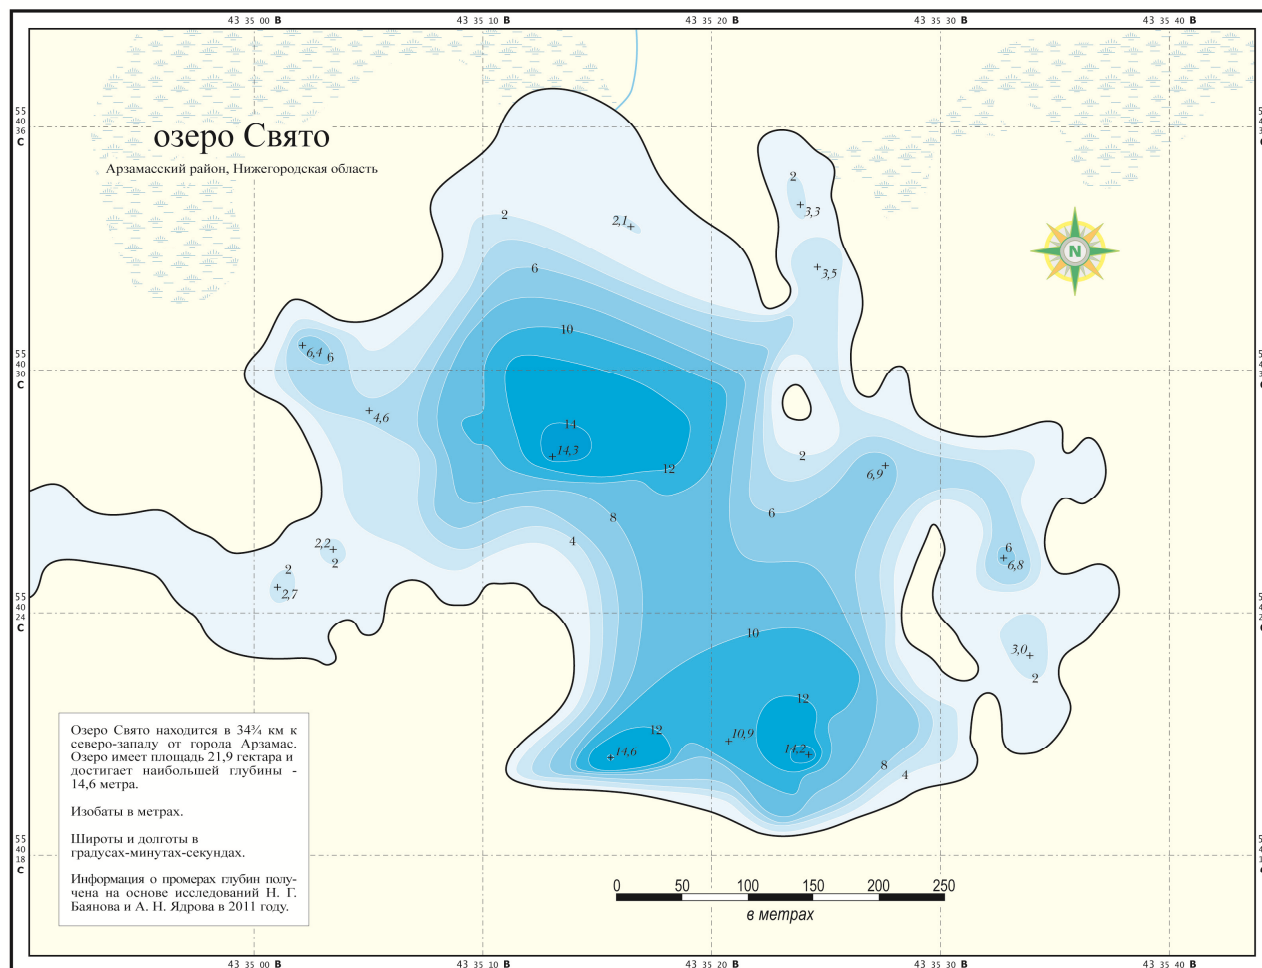 43 35 00 В
43 35 10 В
43 35 20 В
43 35 30 В
43 35 40 В
55
40
36
С
озеро Свято
Арзамасский район, Нижегородская область
2
3,3
2,1
2
3,5
6
N
10
55
40
30
С
6,4
6
4,6
14
14,3
12
2
6,9
8
6
4
2,2
2
2
2,7
6
6,8
55
40
24
С
10
3,0
2
12
12
10,9
14,6
14,2
8
4
Озеро Свято находится в 34¾ км к
северо-западу от города Арзамас.
Озеро имеет площадь 21,9 гектара и
достигает наибольшей глубины -
14,6 метра.
Изобаты в метрах.
Широты и долготы в
градусах-минутах-секундах.
Информация о промерах глубин полу-
чена на основе исследований Н. Г.
Баянова и А. Н. Ядрова в 2011 году.
55
40
18
С
0 50 100 150 200 250
в метрах
43 35 00 В
43 35 10 В
43 35 20 В
43 35 30 В
43 35 40 В